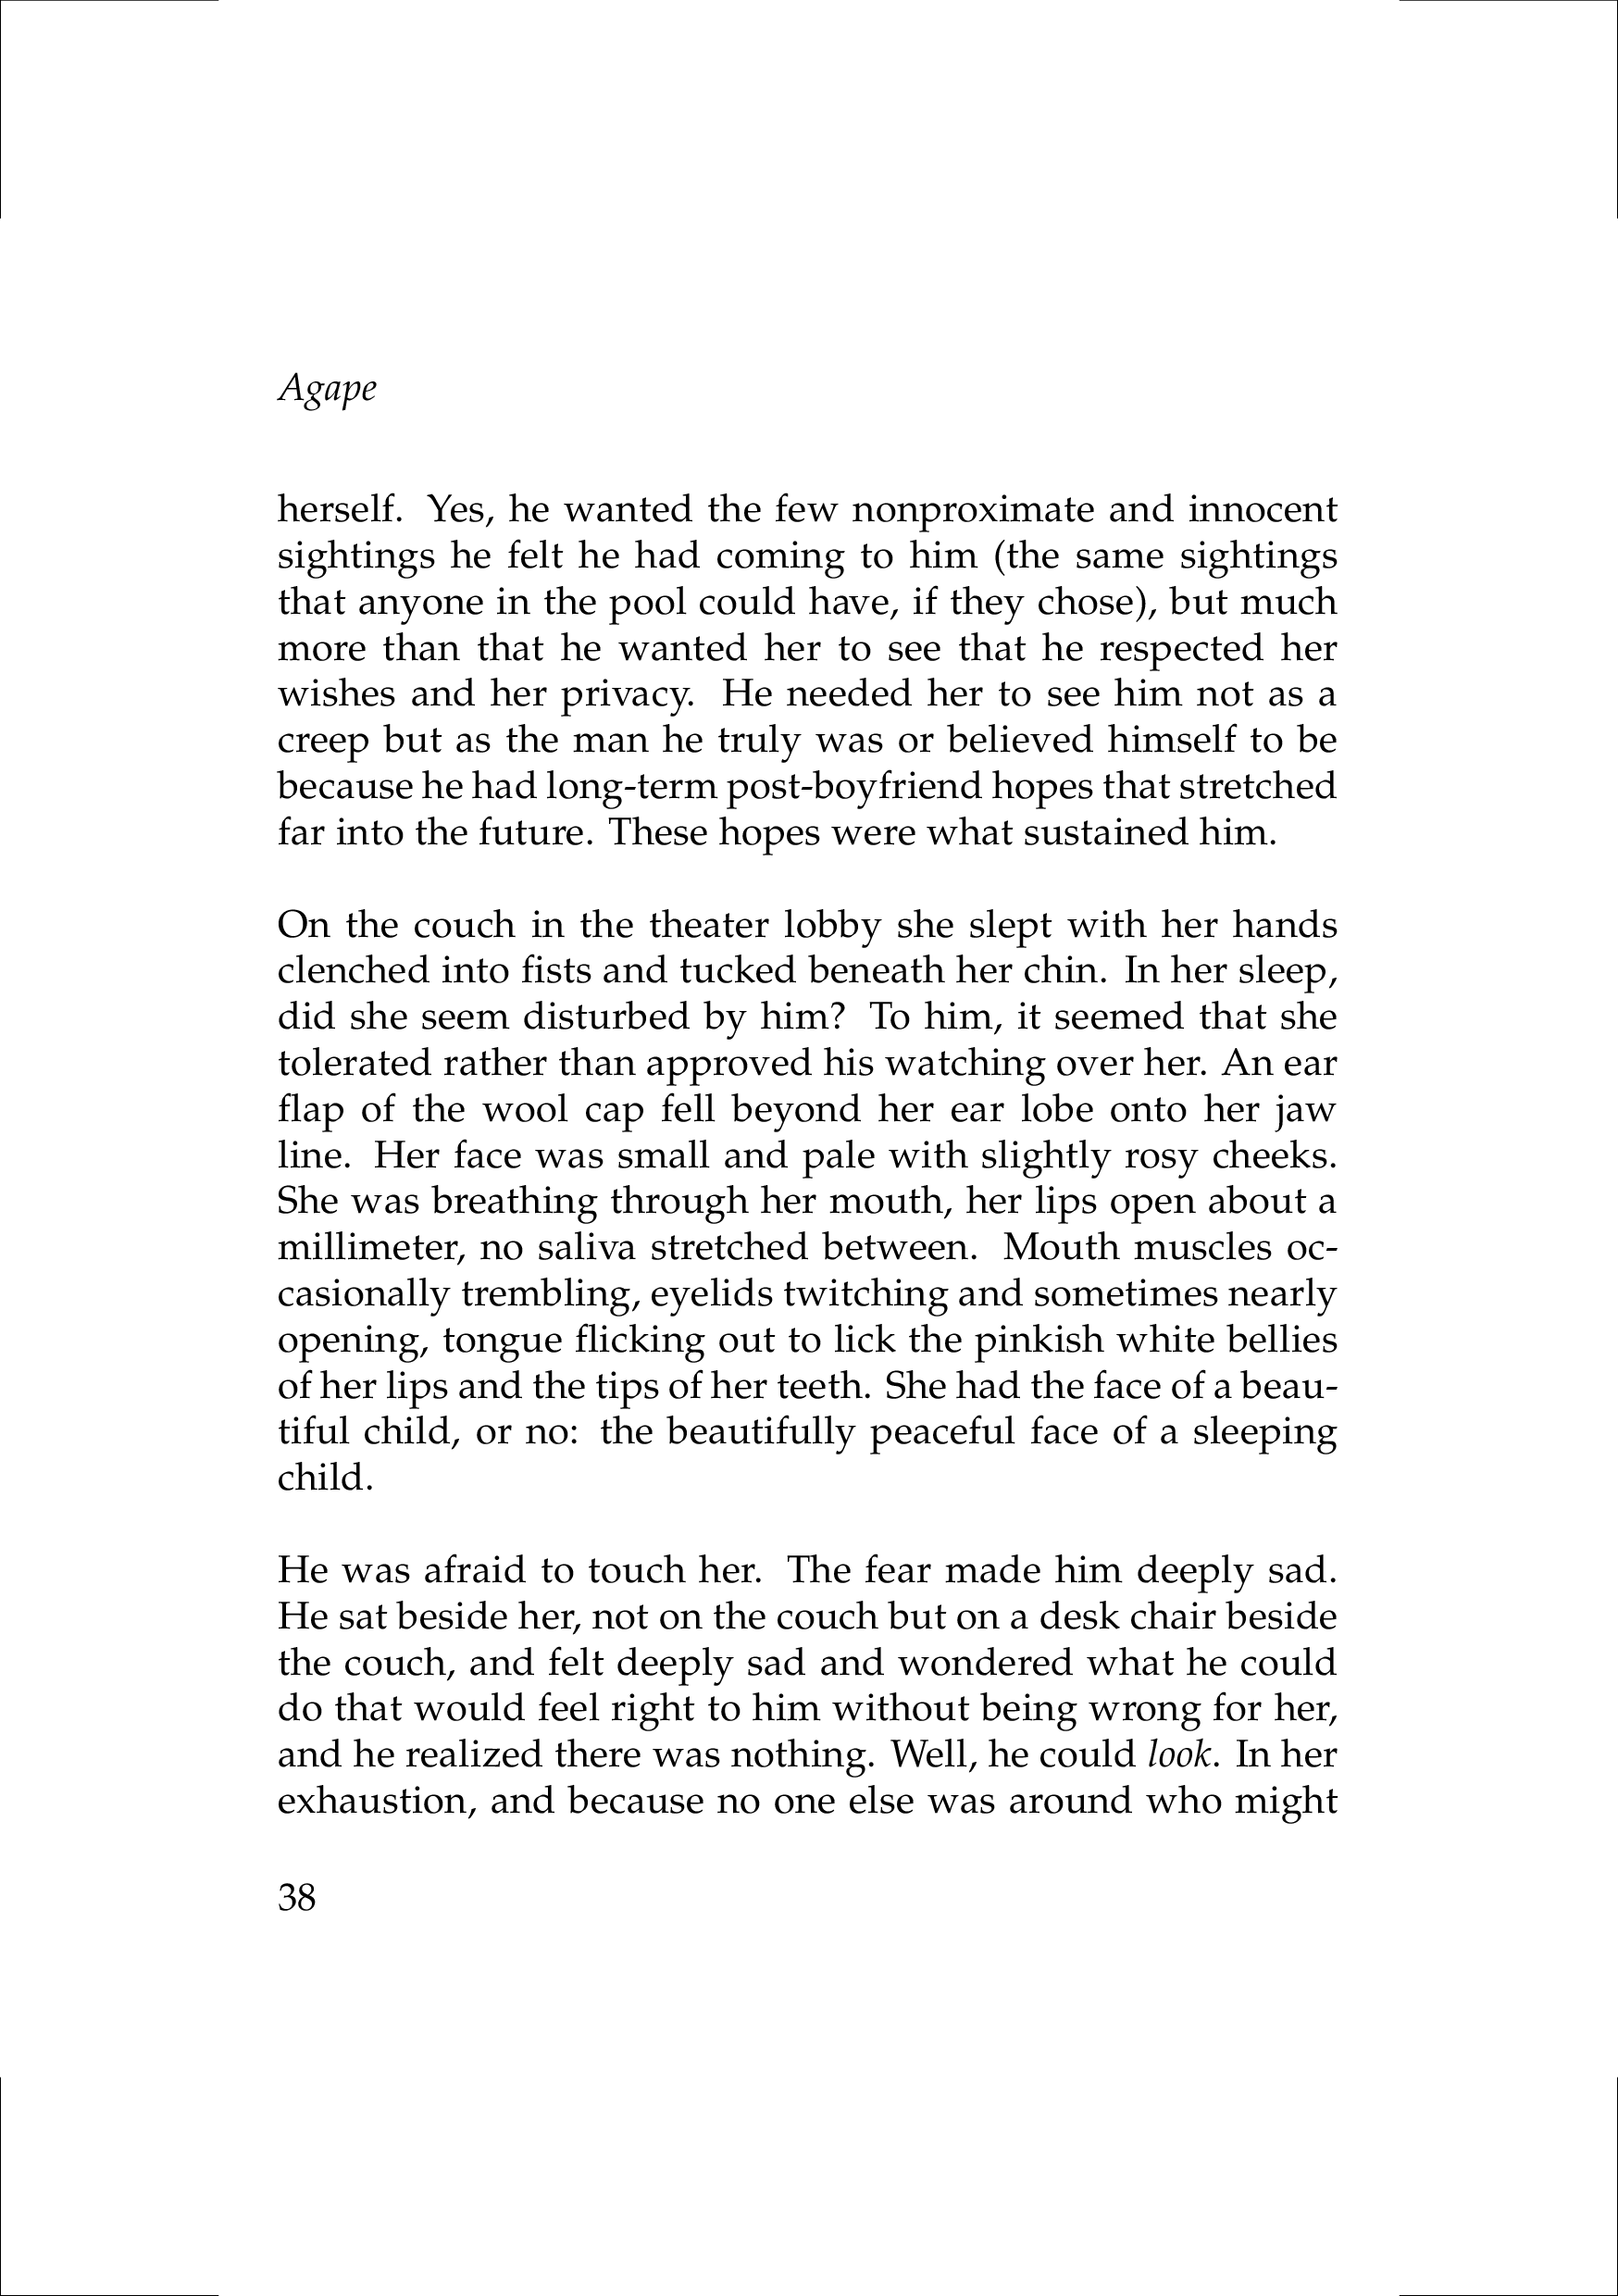 Agape
herself. Yes, he wanted the few nonproximate and innocent
sightings he felt he had coming to him (the same sightings
that anyone in the pool could have, if they chose), but much
more than that he wanted her to see that he respected her
wishes and her privacy. He needed her to see him not as a
creep but as the man he truly was or believed himself to be
because he had long-term post-boyfriend hopes that stretched
far into the future. These hopes were what sustained him.
On the couch in the theater lobby she slept with her hands
clenched into fists and tucked beneath her chin. In her sleep,
did she seem disturbed by him? To him, it seemed that she
tolerated rather than approved his watching over her. An ear
flap of the wool cap fell beyond her ear lobe onto her jaw
line. Her face was small and pale with slightly rosy cheeks.
She was breathing through her mouth, her lips open about a
millimeter, no saliva stretched between. Mouth muscles oc-
casionally trembling, eyelids twitching and sometimes nearly
opening, tongue flicking out to lick the pinkish white bellies
of her lips and the tips of her teeth. She had the face of a beau-
tiful child, or no: the beautifully peaceful face of a sleeping
child.
He was afraid to touch her. The fear made him deeply sad.
He sat beside her, not on the couch but on a desk chair beside
the couch, and felt deeply sad and wondered what he could
do that would feel right to him without being wrong for her,
and he realized there was nothing. Well, he could look. In her
exhaustion, and because no one else was around who might
38